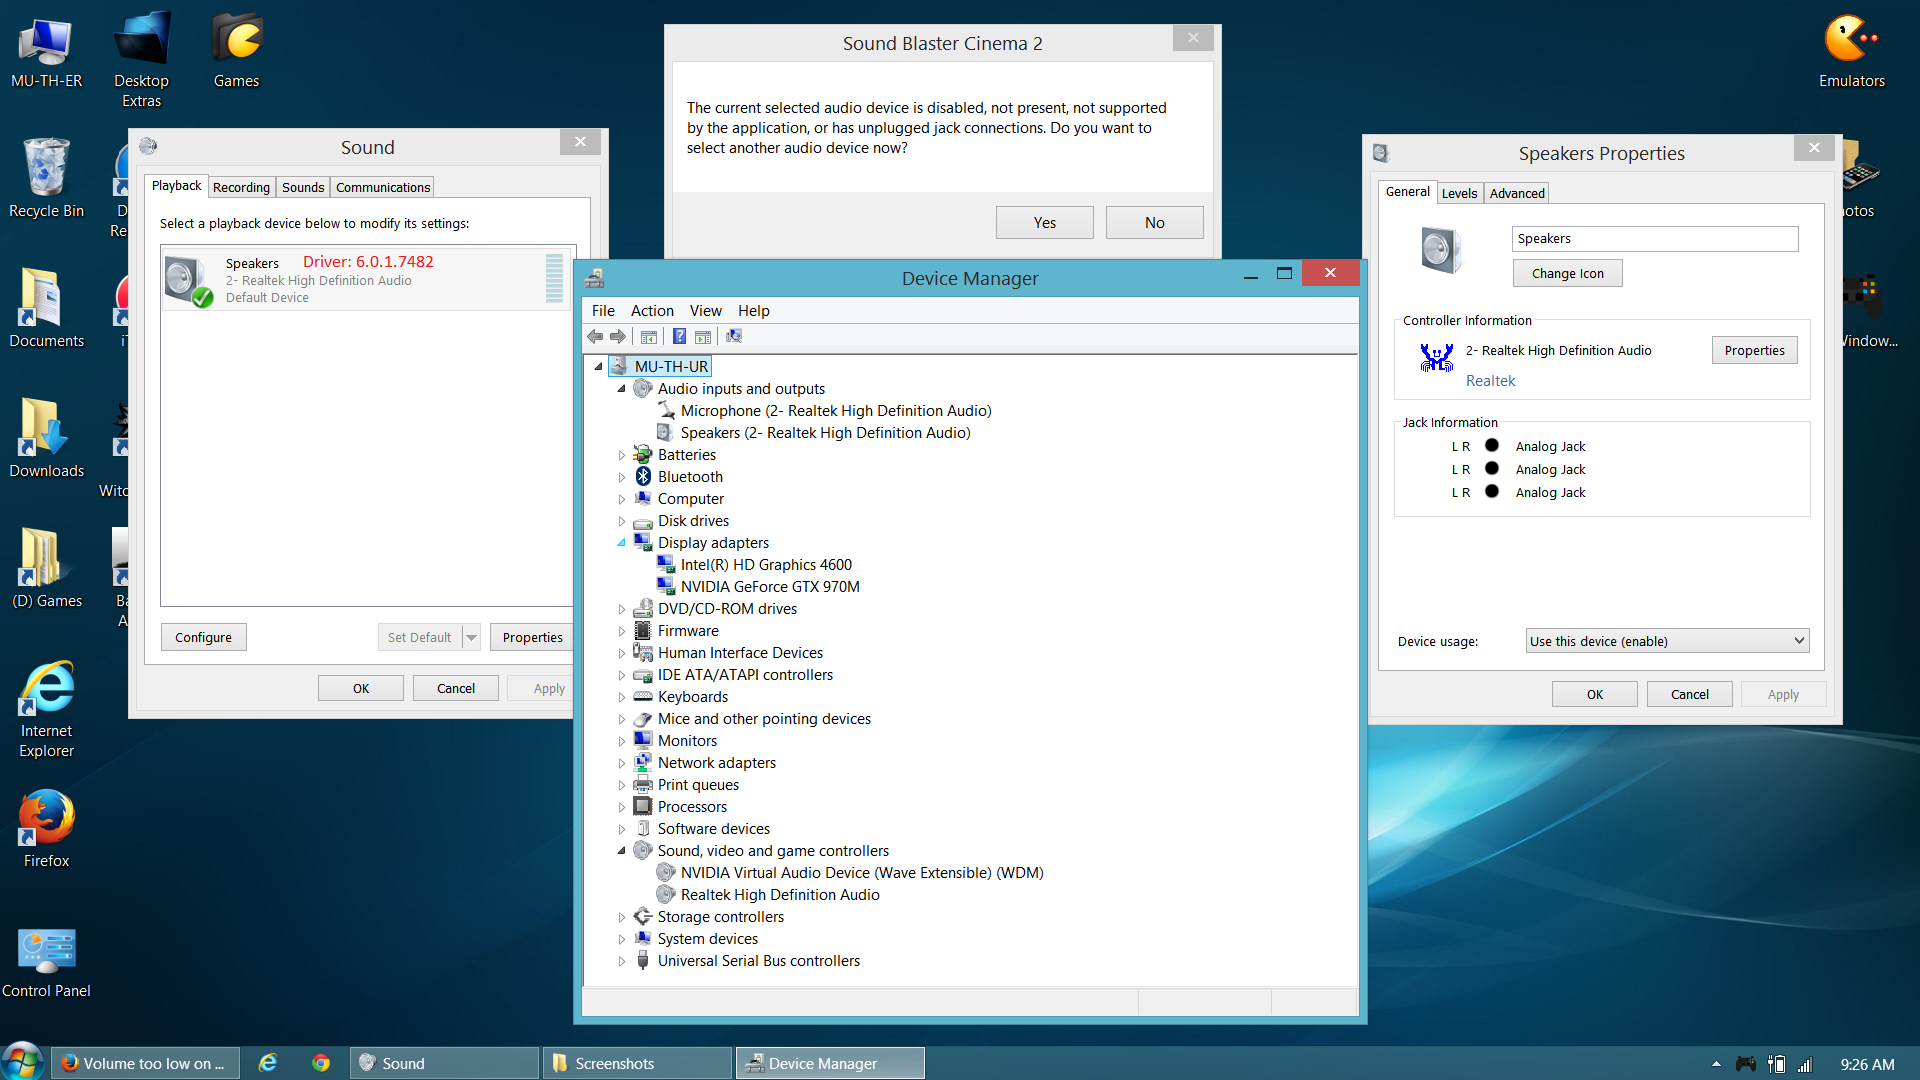 MU-TH-ER
Desktop
Extras
Games
Emulators
Recycle Bin
Documents
Downloads
(D) Games
Internet
Explorer
Firefox
Control Panel
D
Re
iT
Witc
Ba
A
otos
Window...
Sound
Playback
Recording
Sounds
Communications
Select a playback device below to modify its settings:
Speakers
Driver: 6.0.1.7482
2- Realtek High Definition Audio
Default Device
Configure
Set Default
Properties
OK
Cancel
Apply
Sound Blaster Cinema 2
The current selected audio device is disabled, not present, not supported
by the application, or has unplugged jack connections. Do you want to
select another audio device now?
Yes
No
Device Manager
File
Action
View
Help
MU-TH-UR
Audio inputs and outputs
Microphone (2- Realtek High Definition Audio)
Speakers (2- Realtek High Definition Audio)
Batteries
Bluetooth
Computer
Disk drives
Display adapters
Intel(R) HD Graphics 4600
NVIDIA GeForce GTX 970M
DVD/CD-ROM drives
Firmware
Human Interface Devices
IDE ATA/ATAPI controllers
Keyboards
Mice and other pointing devices
Monitors
Network adapters
Print queues
Processors
Software devices
Sound, video and game controllers
NVIDIA Virtual Audio Device (Wave Extensible) (WDM)
Realtek High Definition Audio
Storage controllers
System devices
Universal Serial Bus controllers
Speakers Properties
General
Levels
Advanced
Speakers
Change Icon
Controller Information
2- Realtek High Definition Audio
Properties
Realtek
Jack Information
L R Analog Jack
L R Analog Jack
L R Analog Jack
Device usage:
Use this device (enable)
OK
Cancel
Apply
Volume too low on ...
Sound
Screenshots
Device Manager
9:26 AM